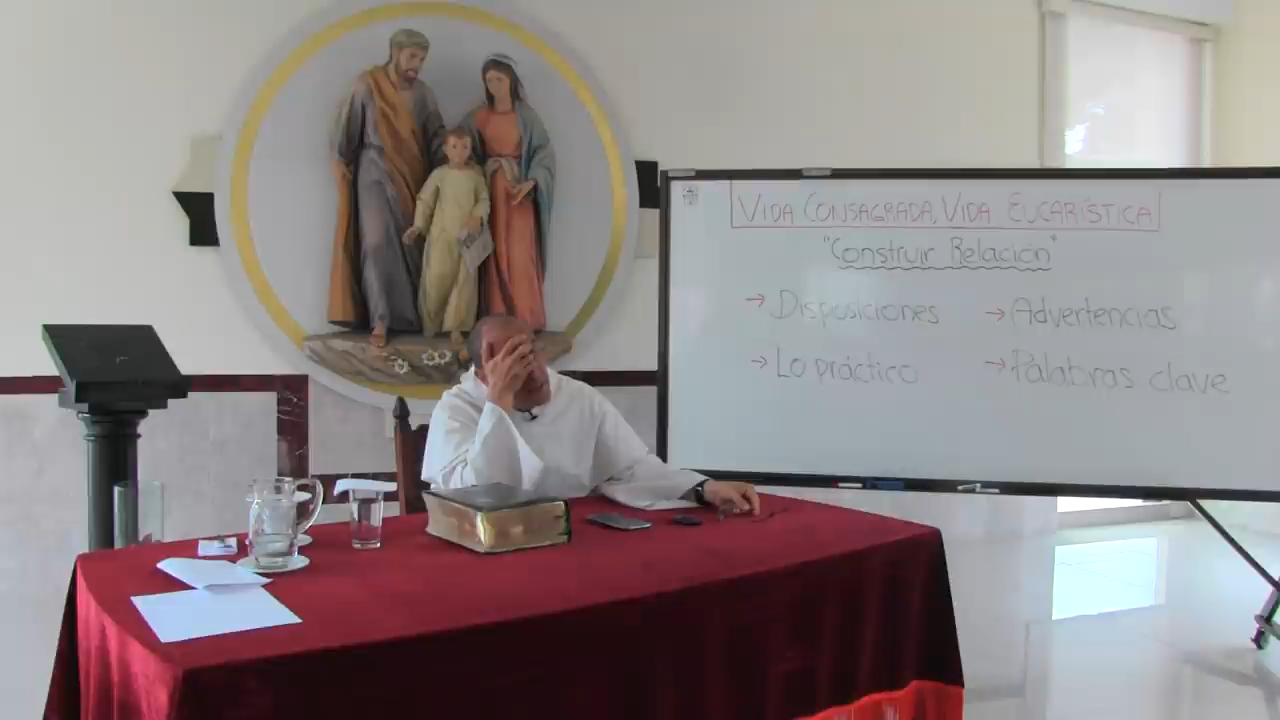 VIDA CONSAGRADA, VIDA EUCARÍSTICA
"Construir Relación"
→ Disposiciones → Advertencias
→ Lo práctico → Palabras clave